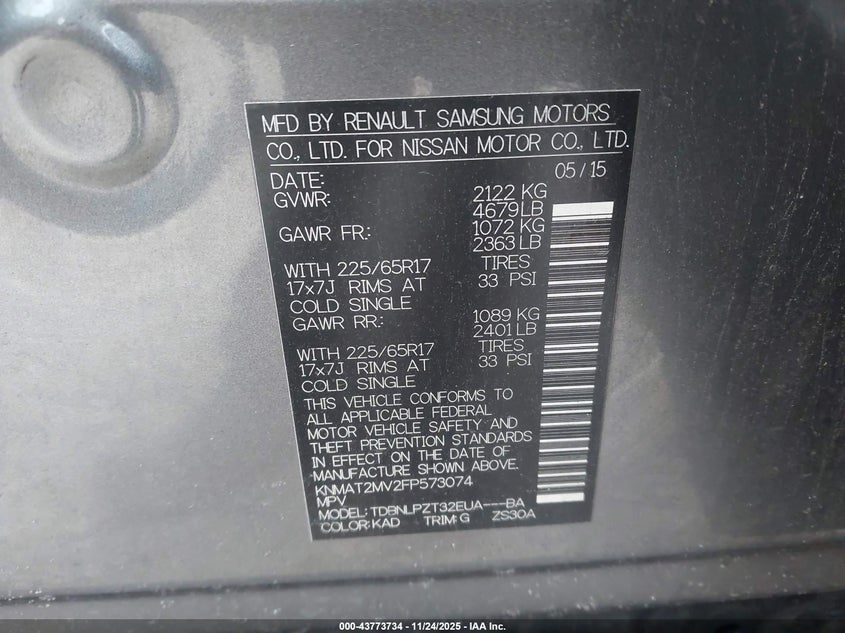 MFD BY RENAULT SAMSUNG MOTORS
CO., LTD. FOR NISSAN MOTOR CO., LTD.
DATE: 05 / 15
GVWR: 2122 KG
4679 LB
GAWR FR.: 1072 KG
2363 LB
WITH 225/65R17 TIRES
17x7J RIMS AT 33 PSI
COLD SINGLE
GAWR RR.: 1089 KG
2401 LB
WITH 225/65R17 TIRES
17x7J RIMS AT 33 PSI
COLD SINGLE
THIS VEHICLE CONFORMS TO
ALL APPLICABLE FEDERAL
MOTOR VEHICLE SAFETY AND
THEFT PREVENTION STANDARDS
IN EFFECT ON THE DATE OF
MANUFACTURE SHOWN ABOVE.
KNMAT2MV2FP573074
MPV
MODEL: TDBNLPZT32EUA---BA
COLOR: KAD TRIM: G ZS30A
000-43773734 - 11/24/2025 - IAA Inc.